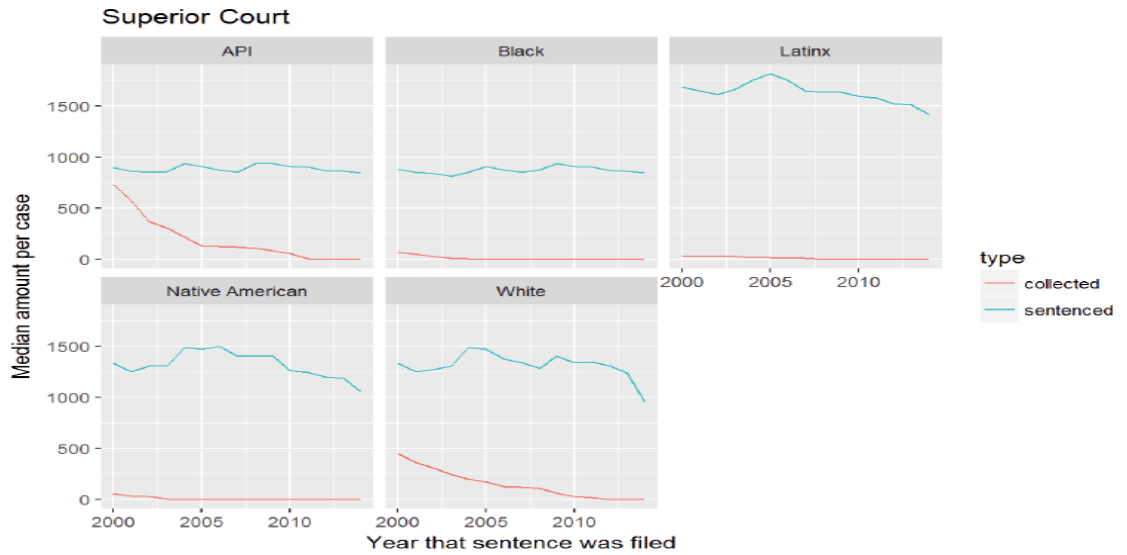 Superior Court
API
Black
Latinx
1500
1000
500
0
2000
2005
2010
Native American
White
1500
1000
500
0
2000
2005
2010
2000
2005
2010
Median amount per case
Year that sentence was filed
type
collected
sentenced